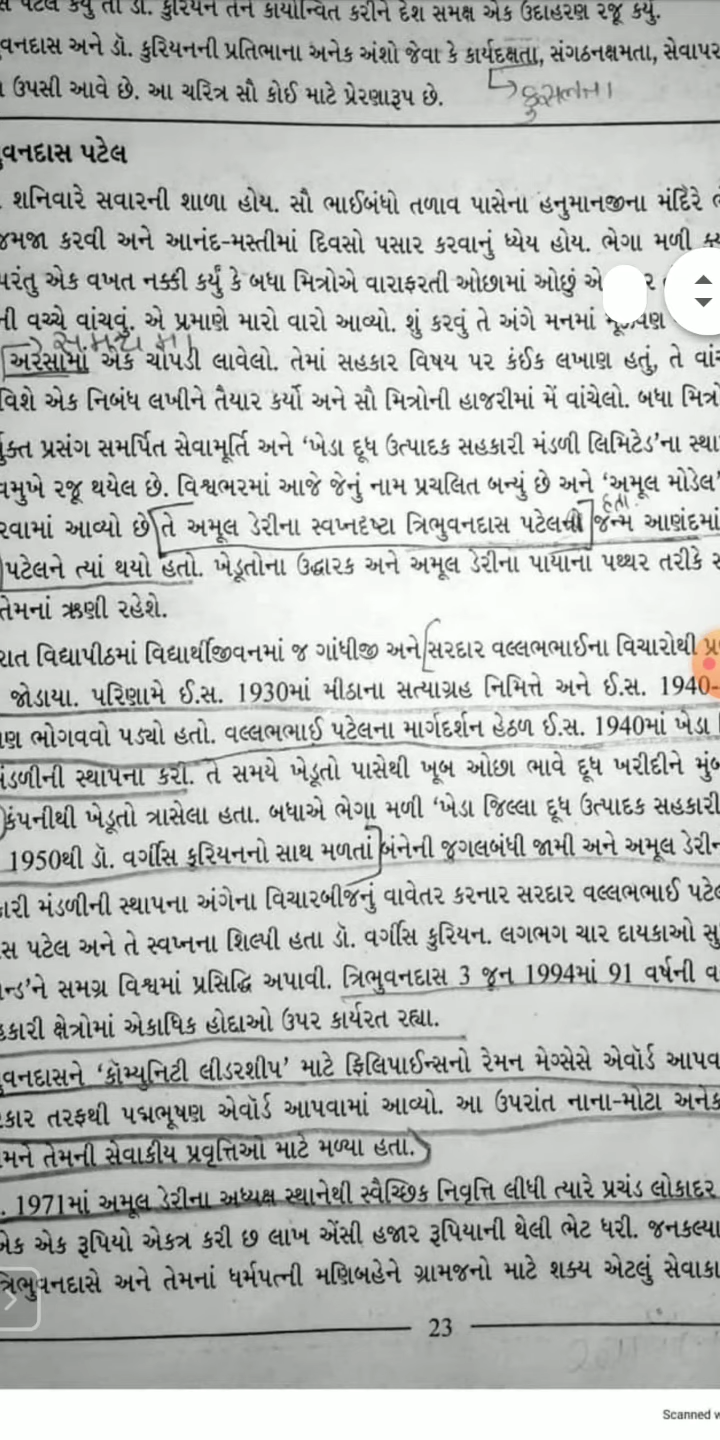 પટેલ કર્યું તો ડૉ. કુરિયને તેને કાર્યાન્વિત કરીને દેશ સમક્ષ એક ઉદાહરણ રજૂ કર્યું.
વનદાસ અને ડૉ. કુરિયનની પ્રતિભાના અનેક અંશો જેવા કે કાર્યદક્ષતા, સંગઠનક્ષમતા, સેવાપર
ઉપસી આવે છે. આ ચરિત્ર સૌ કોઈ માટે પ્રેરણારૂપ છે.
કુશળતા
વનદાસ પટેલ
શનિવારે સવારની શાળા હોય. સૌ ભાઈબંધો તળાવ પાસેના હનુમાનજીના મંદિરે
જમજા કરવી અને આનંદ-મસ્તીમાં દિવસો પસાર કરવાનું ધ્યેય હોય. ભેગા મળી
પરંતુ એક વખત નક્કી કર્યું કે બધા મિત્રોએ વારાફરતી ઓછામાં ઓછું
ની વચ્ચે વાંચવું. એ પ્રમાણે મારો વારો આવ્યો. શું કરવું તે અંગે મનમાં
સમયમાં
અરેસામાં એક ચોપડી લાવેલો. તેમાં સહકાર વિષય પર કંઈક લખાણ હતું, તે
વિશે એક નિબંધ લખીને તૈયાર કર્યો અને સૌ મિત્રોની હાજરીમાં મેં વાંચેલો. બધા મિત્રો
ુક્ત પ્રસંગ સમર્પિત સેવામૂર્તિ અને ‘ખેડા દૂધ ઉત્પાદક સહકારી મંડળી લિમિટેડ’ના સ્થા
વમુખે રજૂ થયેલ છે. વિશ્વભરમાં આજે જેનું નામ પ્રચલિત બન્યું છે અને ‘અમૂલ મોડેલ’
હતા
રવામાં આવ્યો છે તે અમૂલ ડેરીના સ્વપ્નદૃષ્ટા ત્રિભુવનદાસ પટેલનો જન્મ આણંદમાં
પટેલને ત્યાં થયો હતો. ખેડૂતોના ઉદ્ધારક અને અમૂલ ડેરીના પાયાના પથ્થર તરીકે
તેમનાં ઋણી રહેશે.
રાત વિદ્યાપીઠમાં વિદ્યાર્થીજીવનમાં જ ગાંધીજી અને સરદાર વલ્લભભાઈના વિચારોથી પ્ર
જોડાયા. પરિણામે ઈ.સ. 1930માં મીઠાના સત્યાગ્રહ નિમિત્તે અને ઈ.સ. 1940-
ણ ભોગવવો પડ્યો હતો. વલ્લભભાઈ પટેલના માર્ગદર્શન હેઠળ ઈ.સ. 1940માં ખેડા
મંડળીની સ્થાપના કરી. તે સમયે ખેડૂતો પાસેથી ખૂબ ઓછા ભાવે દૂધ ખરીદીને મુંબ
કંપનીથી ખેડૂતો ત્રાસેલા હતા. બધાએ ભેગા મળી ‘ખેડા જિલ્લા દૂધ ઉત્પાદક સહકારી
1950થી ડૉ. વર્ગીસ કુરિયનનો સાથ મળતાં બંનેની જુગલબંધી જામી અને અમૂલ ડેરીન
કારી મંડળીની સ્થાપના અંગેના વિચારબીજનું વાવેતર કરનાર સરદાર વલ્લભભાઈ પટેલ
સ પટેલ અને તે સ્વપ્નના શિલ્પી હતા ડૉ. વર્ગીસ કુરિયન. લગભગ ચાર દાયકાઓ સુ
ન્ડ’ને સમગ્ર વિશ્વમાં પ્રસિદ્ધિ અપાવી. ત્રિભુવનદાસ 3 જૂન 1994માં 91 વર્ષની વ
હકારી ક્ષેત્રોમાં એકાધિક હોદ્દાઓ ઉપર કાર્યરત રહ્યા.
વનદાસને ‘કૉમ્યુનિટી લીડરશીપ’ માટે ફિલિપાઈન્સનો રેમન મેગ્સેસે એવોર્ડ આપવ
કાર તરફથી પદ્મભૂષણ એવોર્ડ આપવામાં આવ્યો. આ ઉપરાંત નાના-મોટા અનેક
મને તેમની સેવાકીય પ્રવૃત્તિઓ માટે મળ્યા હતા.
. 1971માં અમૂલ ડેરીના અધ્યક્ષ સ્થાનેથી સ્વૈચ્છિક નિવૃત્તિ લીધી ત્યારે પ્રચંડ લોકાદર
એક એક રૂપિયો એકત્ર કરી છ લાખ એંસી હજાર રૂપિયાની થેલી ભેટ ધરી. જનકલ્યા
ત્રિભુવનદાસે અને તેમનાં ધર્મપત્ની મણિબહેને ગ્રામજનો માટે શક્ય એટલું સેવાકા
23
Scanned w